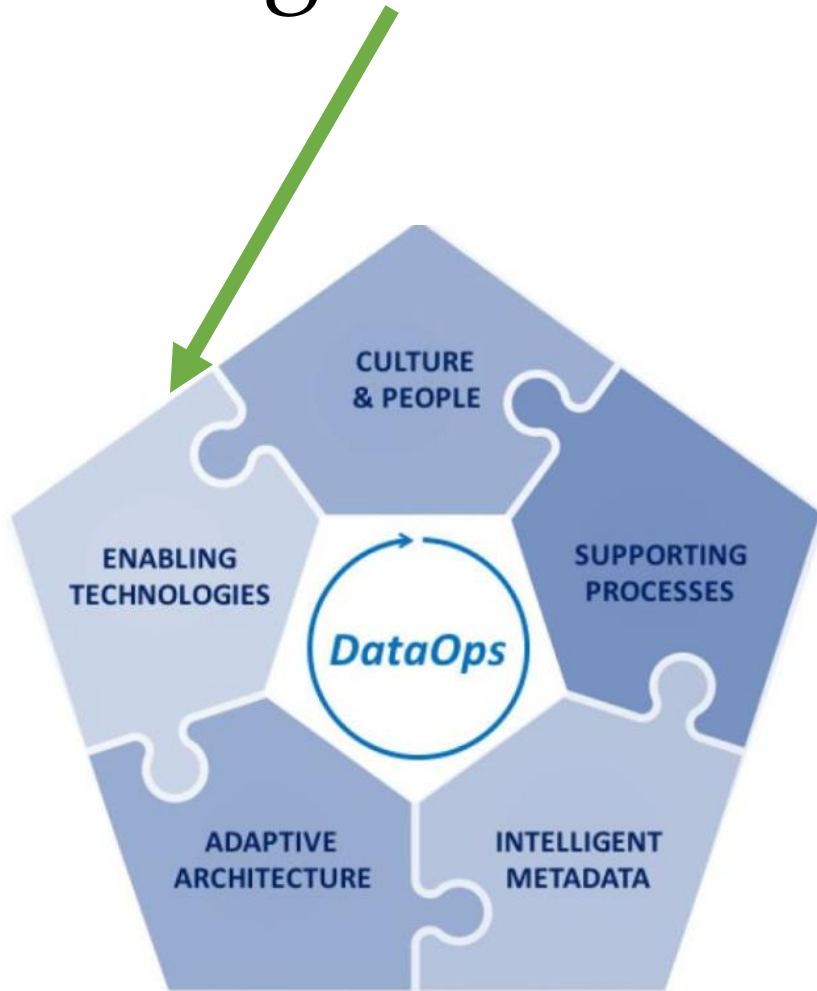 CULTURE
& PEOPLE
ENABLING
TECHNOLOGIES
SUPPORTING
PROCESSES
DataOps
ADAPTIVE
ARCHITECTURE
INTELLIGENT
METADATA